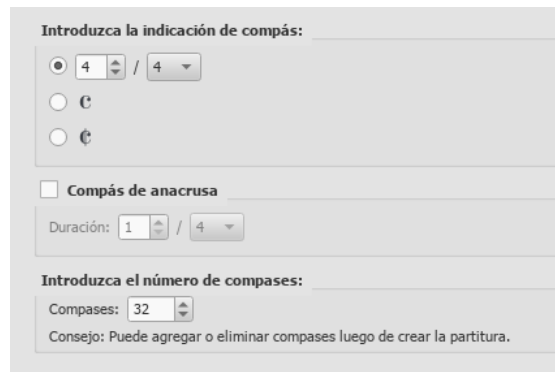 Introduzca la indicación de compás:
4 / 4
𝄴
𝄵
Compás de anacrusa
Duración: 1 / 4
Introduzca el número de compases:
Compases: 32
Consejo: Puede agregar o eliminar compases luego de crear la partitura.